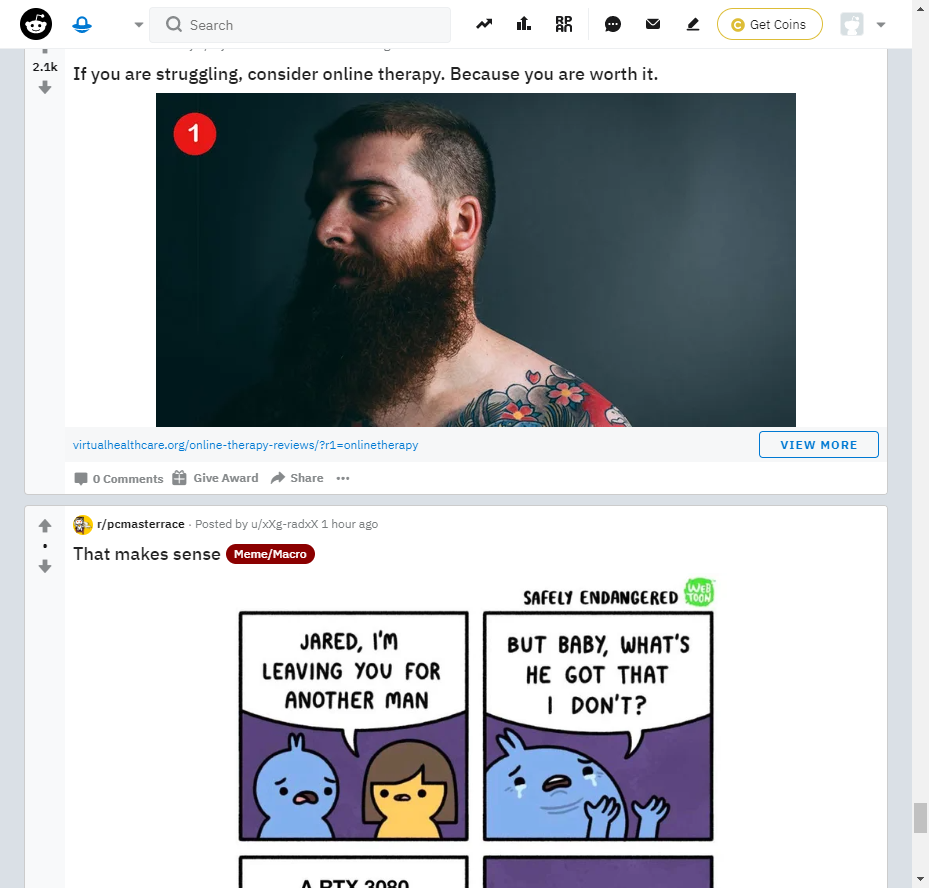 Search
Get Coins
2.1k
If you are struggling, consider online therapy. Because you are worth it.
1
virtualhealthcare.org/online-therapy-reviews/?r1=onlinetherapy
VIEW MORE
0 Comments
Give Award
Share
r/pcmasterrace · Posted by u/xXg-radxX 1 hour ago
That makes sense Meme/Macro
SAFELY ENDANGERED
WEB
TOON
JARED, I'M
LEAVING YOU FOR
ANOTHER MAN
BUT BABY, WHAT'S
HE GOT THAT
I DON'T?
A RTX 3080